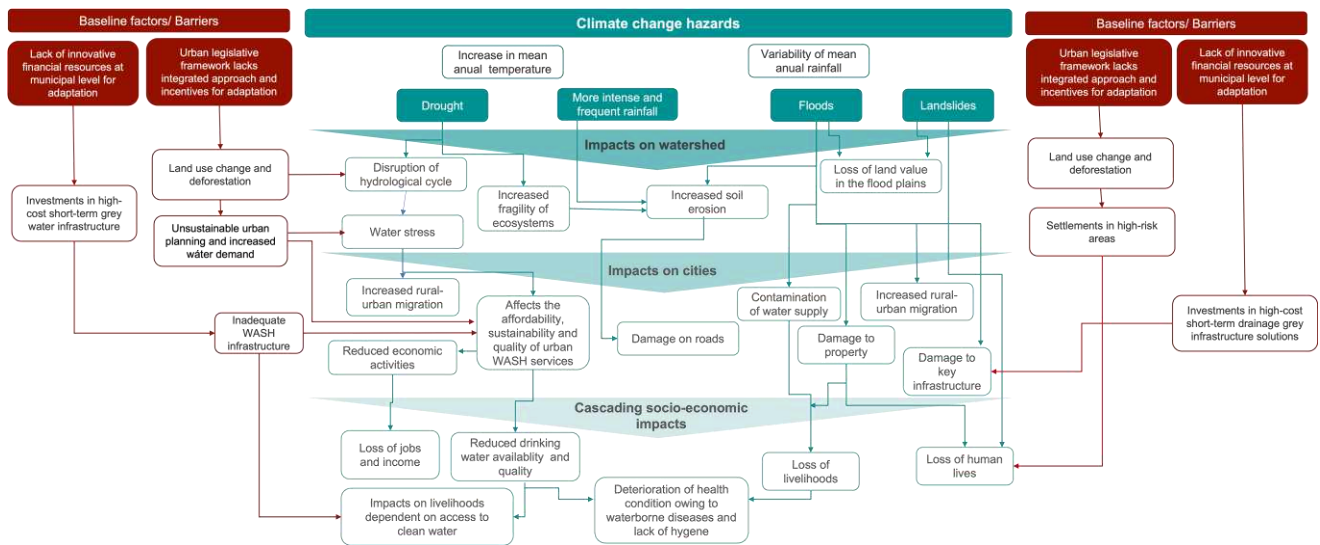 Baseline factors/ Barriers
Lack of innovative
financial resources at
municipal level for
adaptation
Urban legislative
framework lacks
integrated approach and
incentives for adaptation
Land use change and
deforestation
Investments in high-
cost short-term grey
water infrastructure
Unsustainable urban
planning and increased
wáter demand
Inadequate
WASH
infrastructure
Climate change hazards
Increase in mean
anual temperature
Variability of mean
anual rainfall
Drought
More intense and
frequent rainfall
Floods
Landslides
Impacts on watershed
Disruption of
hydrological cycle
Increased
fragility of
ecosystems
Increased soil
erosion
Loss of land value
in the flood plains
Water stress
Impacts on cities
Increased rural-
urban migration
Affects the
affordability,
sustainability and
quality of urban
WASH services
Contamination
of water supply
Increased rural-
urban migration
Reduced economic
activities
Damage on roads
Damage to
property
Damage to
key
infrastructure
Cascading socio-economic
impacts
Loss of jobs
and income
Reduced drinking
water availablity and
quality
Loss of
livelihoods
Loss of human
lives
Impacts on livelihoods
dependent on access to
clean water
Deterioration of health
condition owing to
waterborne diseases and
lack of hygene
Baseline factors/ Barriers
Urban legislative
framework lacks
integrated approach and
incentives for adaptation
Lack of innovative
financial resources at
municipal level for
adaptation
Land use change and
deforestation
Settlements in high-risk
areas
Investments in high-cost
short-term drainage grey
infrastructure solutions